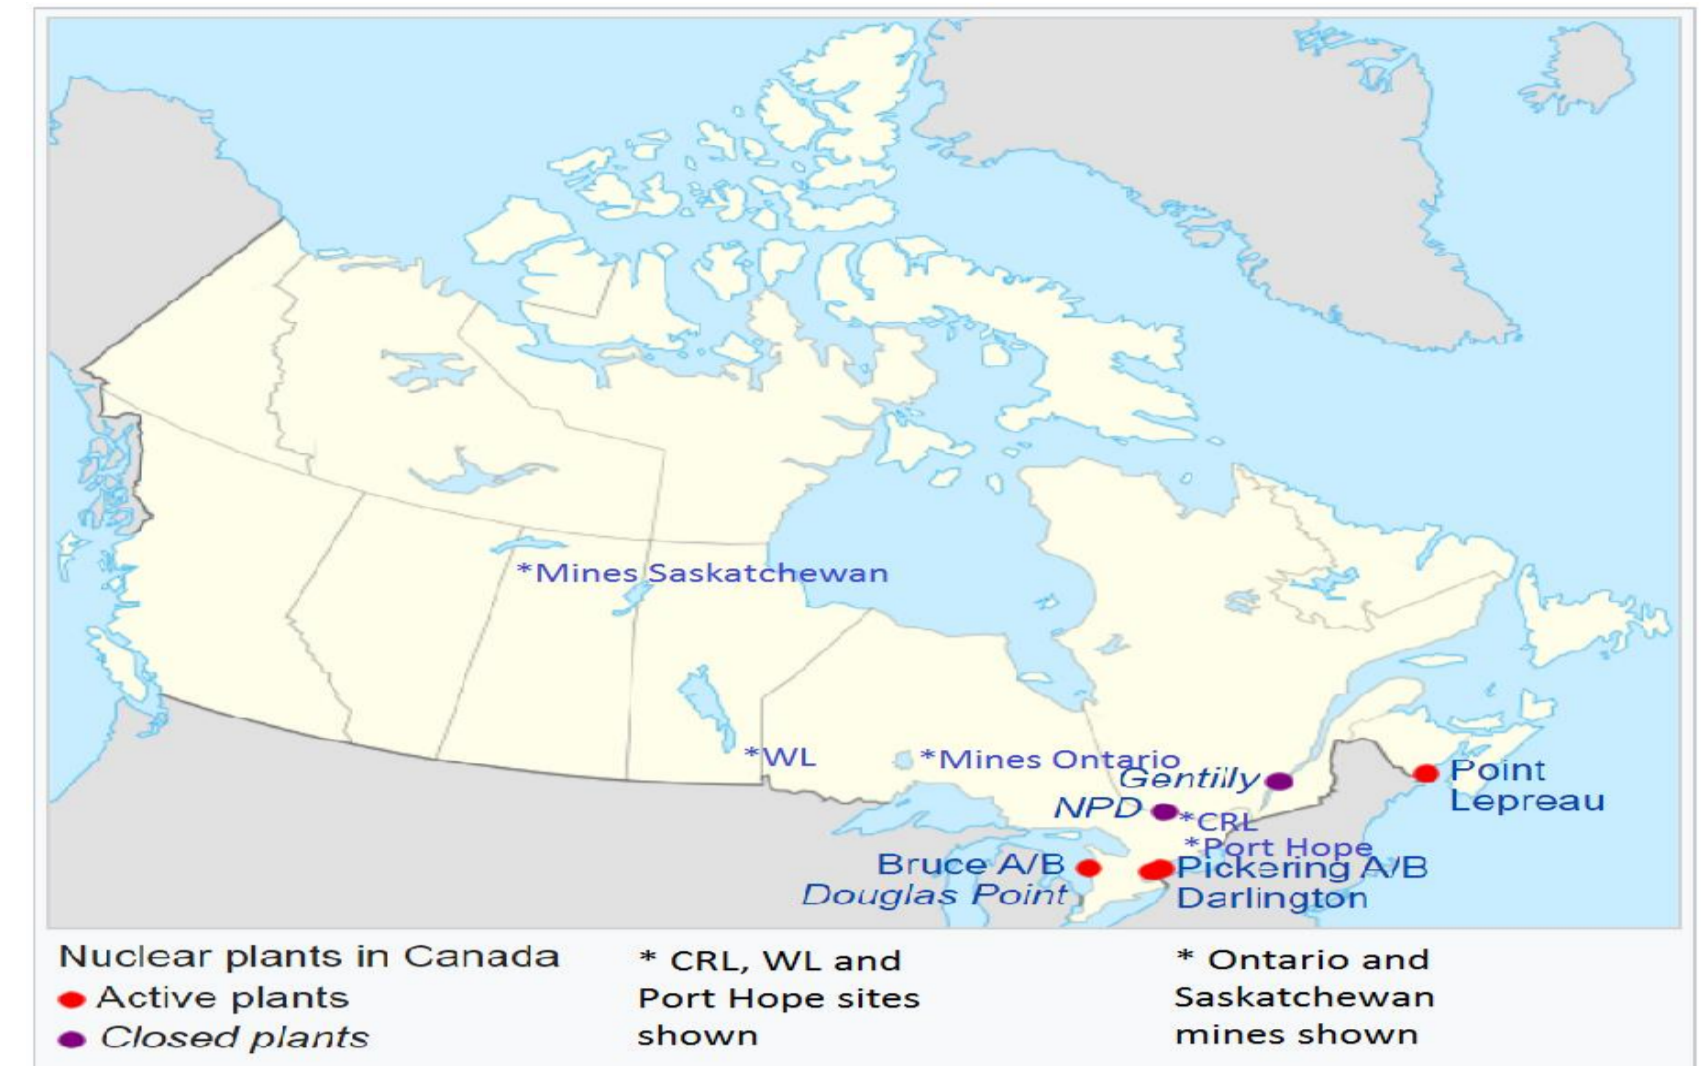 *Mines Saskatchewan
*WL
*Mines Ontario
Gentilly
Point
Lepreau
NPD
*CRL
*Port Hope
Bruce A/B
Douglas Point
Pickering A/B
Darlington
Nuclear plants in Canada
Active plants
Closed plants
* CRL, WL and
Port Hope sites
shown
* Ontario and
Saskatchewan
mines shown